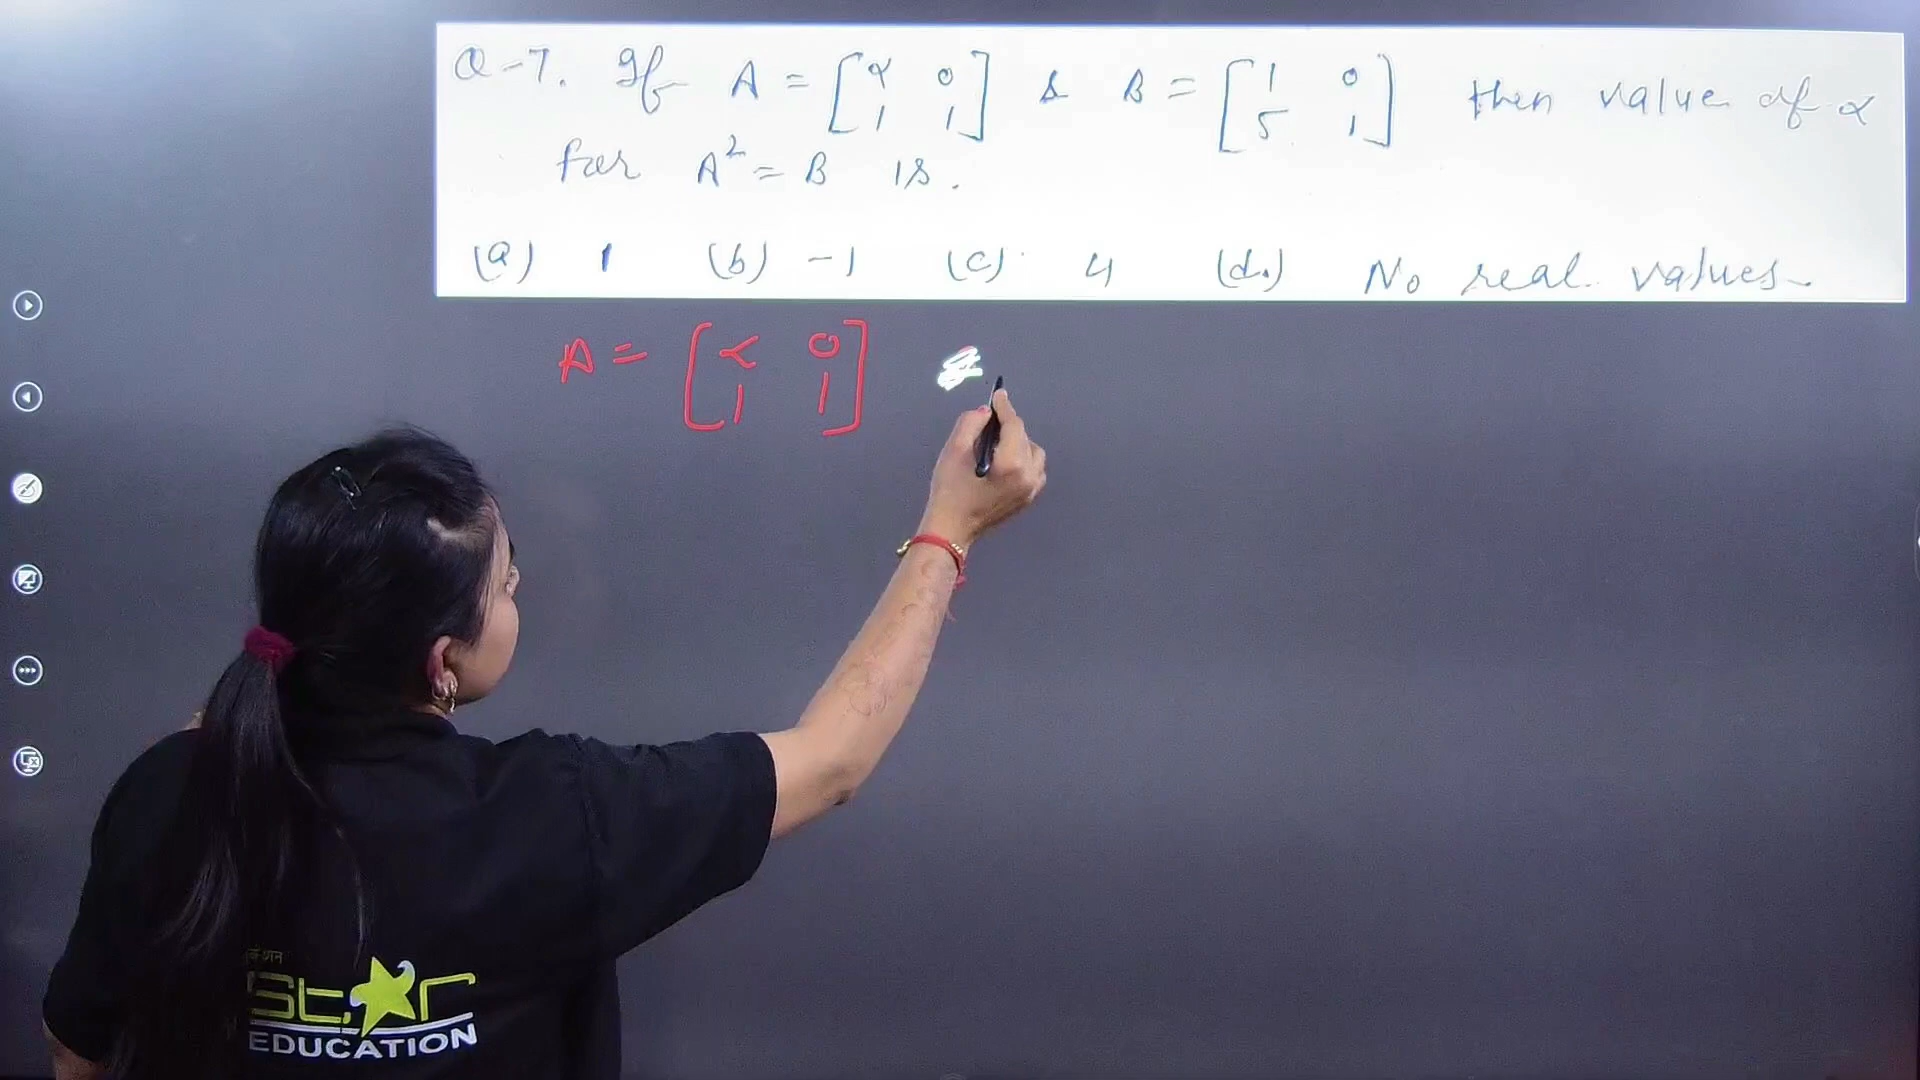 Q-7. If A = [α 0 1 1] & B = [1 0 5 1] then value of α
for A² = B is.
(a) 1 (b) -1 (c) 4 (d.) No real values.
A = [α 0 1 1]
Star
EDUCATION